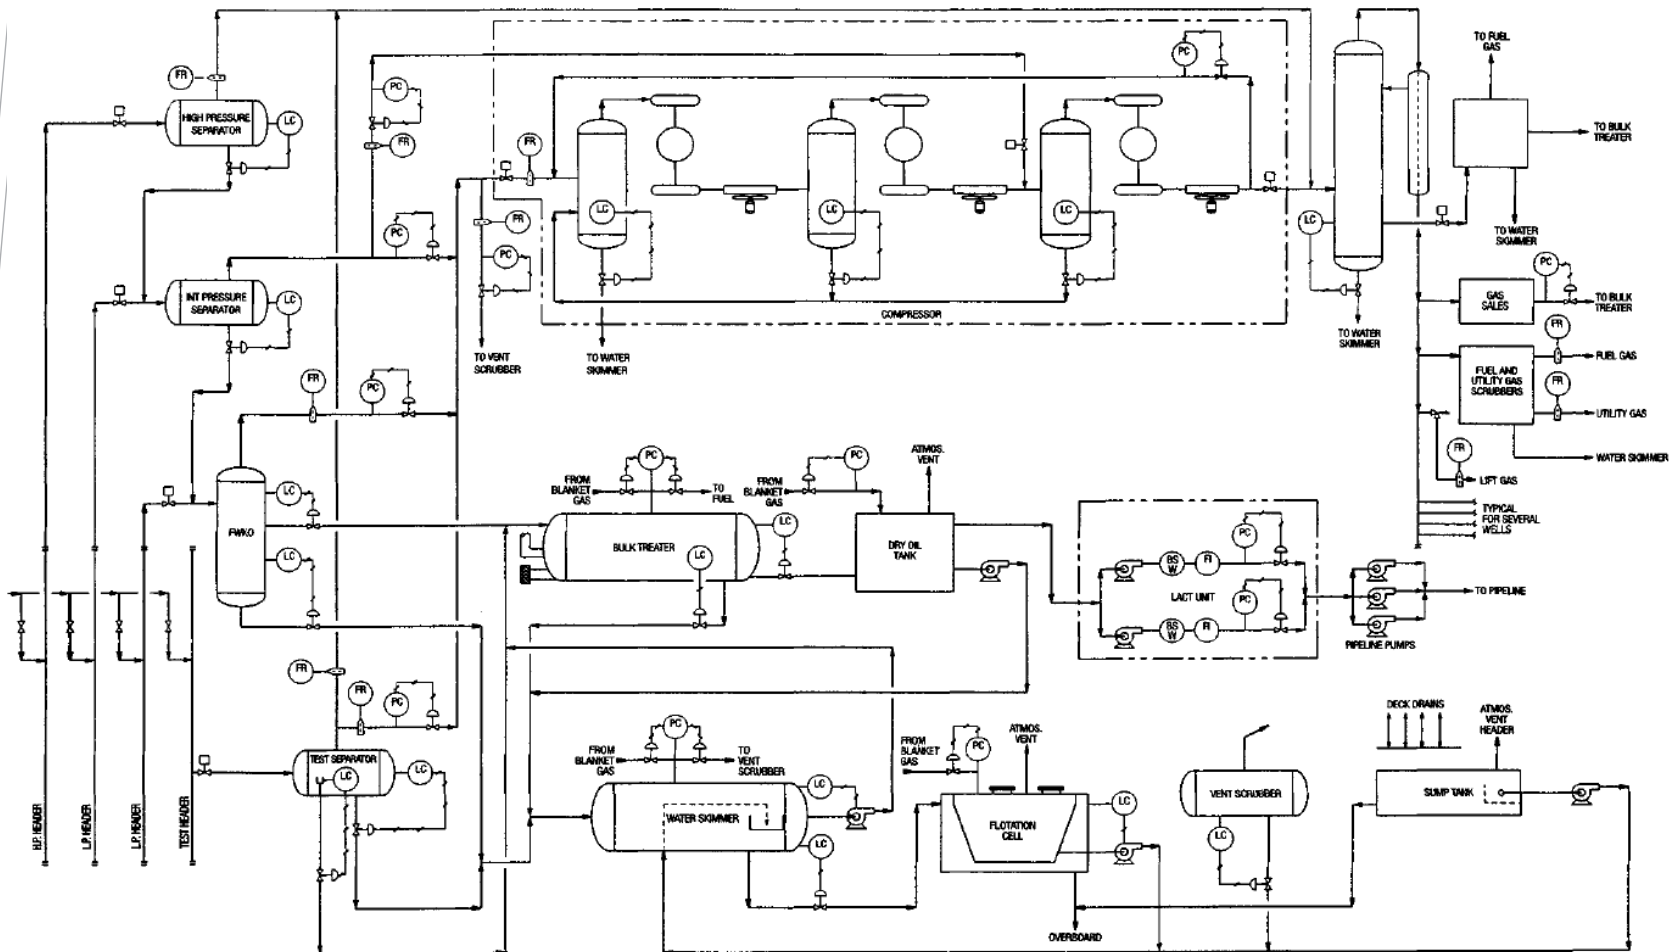 TO FUEL
GAS
FR
PC
HIGH PRESSURE
SEPARATOR
LC
PC
FR
FR
TO BULK
TREATER
LC
LC
LC
LC
FR
PC
PC
TO WATER
SKIMMER
PC
INT PRESSURE
SEPARATOR
LC
GAS
SALES
TO BULK
TREATER
COMPRESSOR
TO VENT
SCRUBBER
TO WATER
SKIMMER
TO WATER
SKIMMER
FR
FUEL GAS
FUEL AND
UTILITY GAS
SCRUBBERS
FR
UTILITY GAS
FR
PC
FR
WATER SKIMMER
LIFT GAS
FROM
BLANKET
GAS
PC
TO
FUEL
FROM
BLANKET
GAS
PC
ATMOS.
VENT
TYPICAL
FOR SEVERAL
WELLS
LC
FWKO
LC
BULK TREATER
LC
LC
DRY OIL
TANK
PC
BS
W
FI
LACT UNIT
PC
BS
W
FI
TO PIPELINE
PIPELINE PUMPS
FR
FR
PC
TEST SEPARATOR
LC
LC
H.P. HEADER
L.P. HEADER
L.P. HEADER
TEST HEADER
FROM
BLANKET
GAS
PC
TO
VENT
SCRUBBER
WATER SKIMMER
LC
LC
FROM
BLANKET
GAS
PC
ATMOS.
VENT
FLOTATION
CELL
LC
OVERBOARD
VENT SCRUBBER
LC
DECK DRAINS
ATMOS.
VENT
HEADER
SUMP TANK